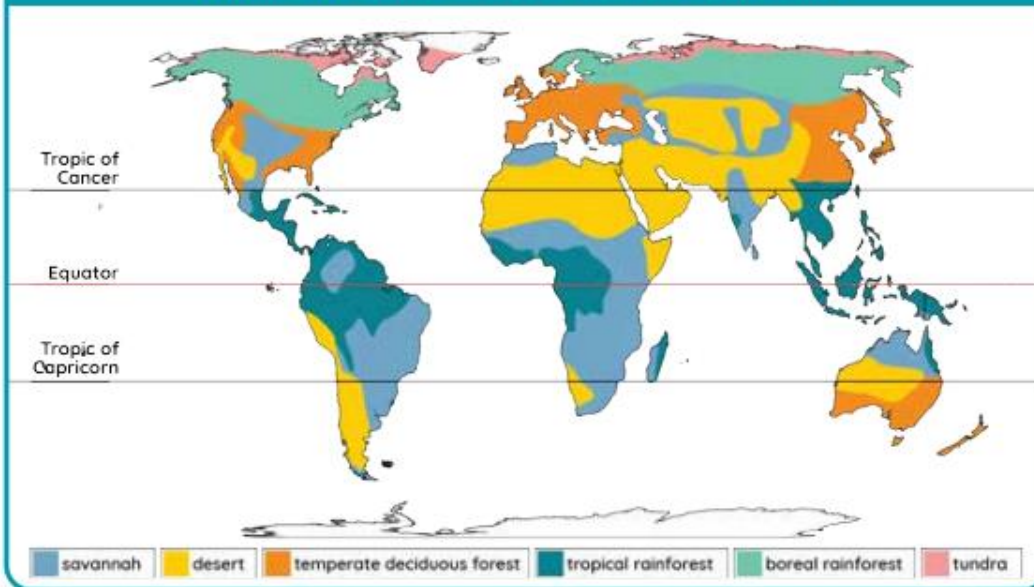 Tropic of
Cancer
Equator
Tropic of
Capricorn
savannah desert temperate deciduous forest tropical rainforest boreal rainforest tundra